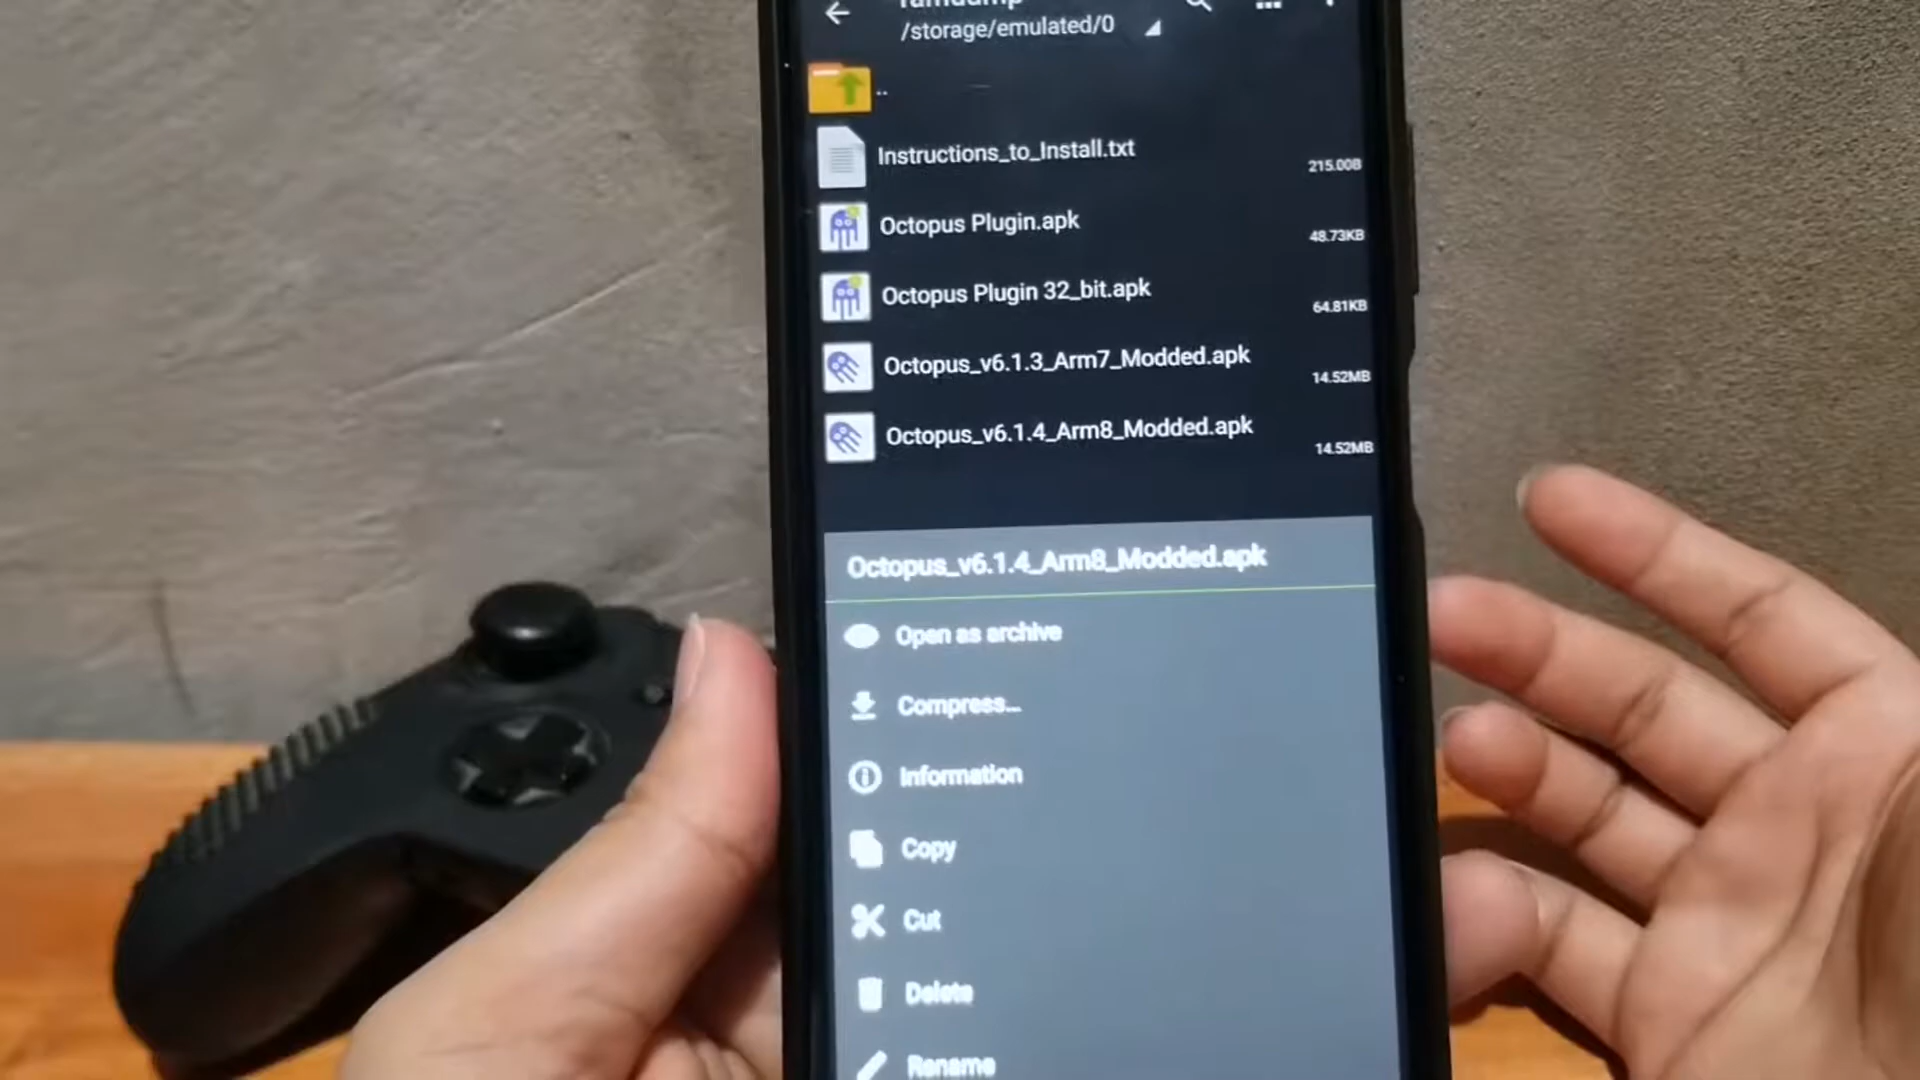 /storage/emulated/0
..
Instructions_to_Install.txt
215.00B
Octopus Plugin.apk
48.73KB
Octopus Plugin 32_bit.apk
64.81KB
Octopus_v6.1.3_Arm7_Modded.apk
14.52MB
Octopus_v6.1.4_Arm8_Modded.apk
14.52MB
Octopus_v6.1.4_Arm8_Modded.apk
Open as archive
Compress...
Information
Copy
Cut
Delete
Rename